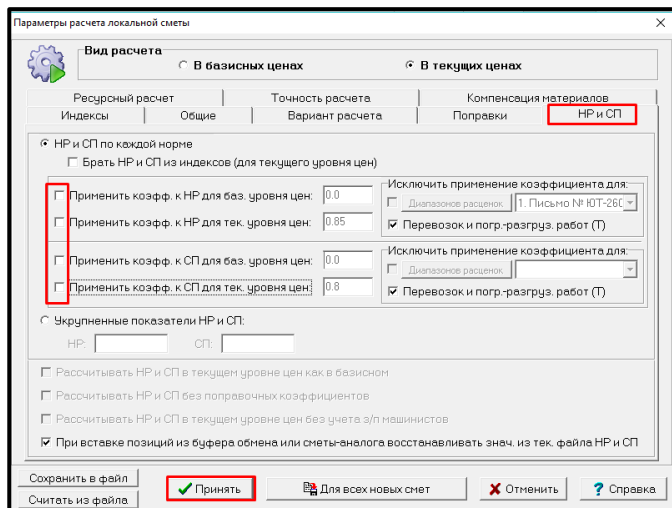 Параметры расчета локальной сметы
Вид расчета
В базисных ценах
В текущих ценах
Ресурсный расчет
Точность расчета
Компенсация материалов
Индексы
Общие
Вариант расчета
Поправки
НР и СП
НР и СП по каждой норме
Брать НР и СП из индексов (для текущего уровня цен)
Применить коэфф. к НР для баз. уровня цен: 0.0
Применить коэфф. к НР для тек. уровня цен: 0.85
Исключить применение коэффициента для:
Диапазонов расценок 1. Письмо № ЮТ-260
Перевозок и погр.-разгруз. работ (Т)
Применить коэфф. к СП для баз. уровня цен: 0.0
Применить коэфф. к СП для тек. уровня цен: 0.8
Исключить применение коэффициента для:
Диапазонов расценок
Перевозок и погр.-разгруз. работ (Т)
Укрупненные показатели НР и СП:
НР: СП:
Рассчитывать НР и СП в текущем уровне цен как в базисном
Рассчитывать НР и СП без поправочных коэффициентов
Рассчитывать НР и СП в текущем уровне цен без учета з/п машинистов
При вставке позиций из буфера обмена или сметы-аналога восстанавливать знач. из тек. файла НР и СП
Сохранить в файл
Считать из файла
Принять
Для всех новых смет
Отменить
Справка